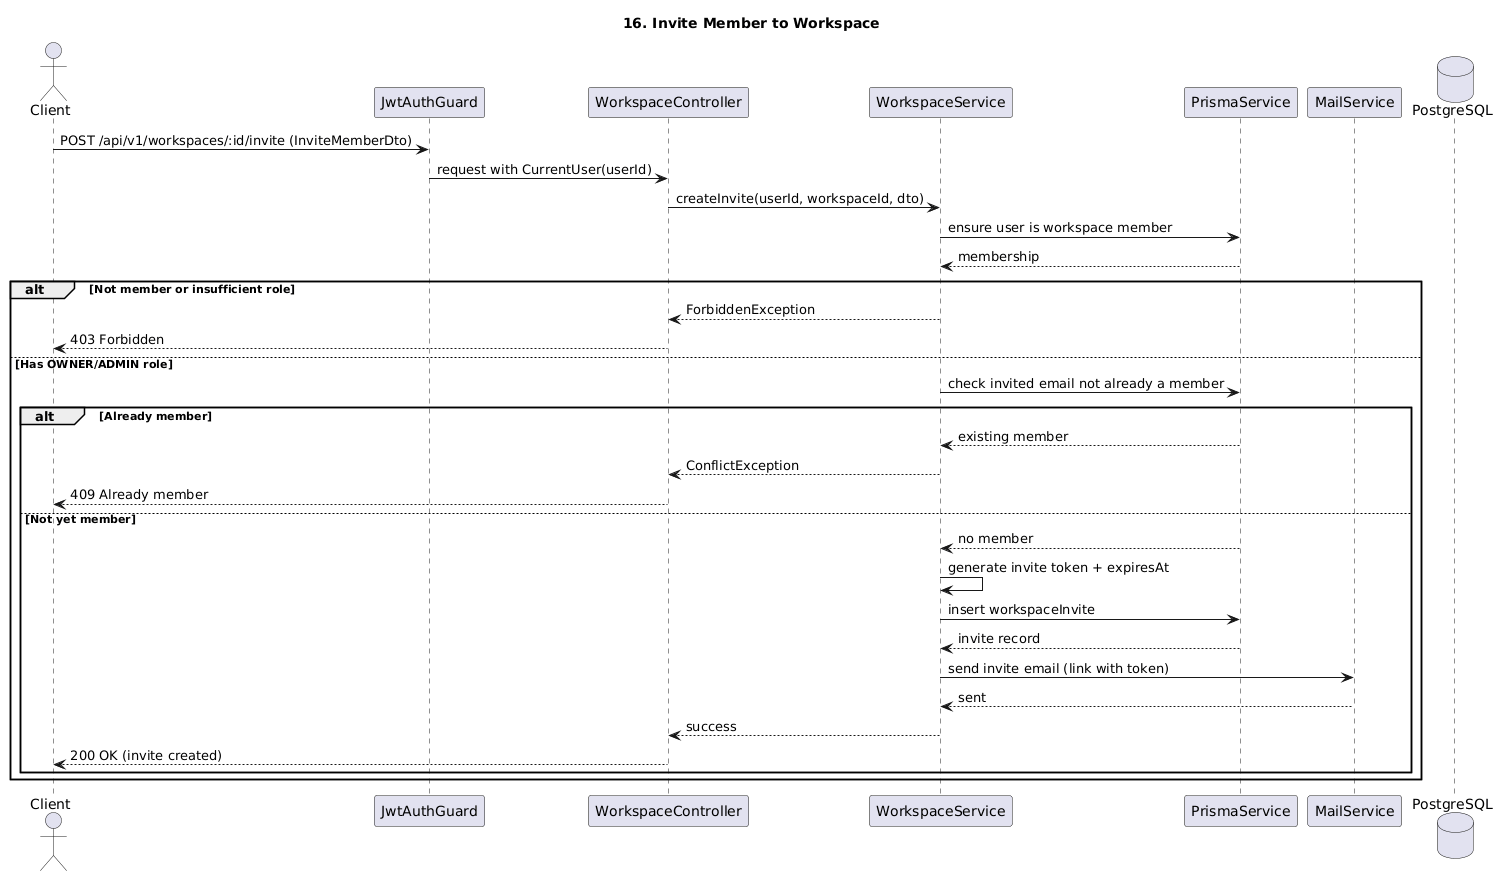 16. Invite Member to Workspace
Client
JwtAuthGuard
WorkspaceController
WorkspaceService
PrismaService
MailService
PostgreSQL
POST /api/v1/workspaces/:id/invite (InviteMemberDto)
request with CurrentUser(userId)
createInvite(userId, workspaceId, dto)
ensure user is workspace member
membership
alt [Not member or insufficient role]
ForbiddenException
403 Forbidden
[Has OWNER/ADMIN role]
check invited email not already a member
alt [Already member]
existing member
ConflictException
409 Already member
[Not yet member]
no member
generate invite token + expiresAt
insert workspaceInvite
invite record
send invite email (link with token)
sent
success
200 OK (invite created)
Client
JwtAuthGuard
WorkspaceController
WorkspaceService
PrismaService
MailService
PostgreSQL